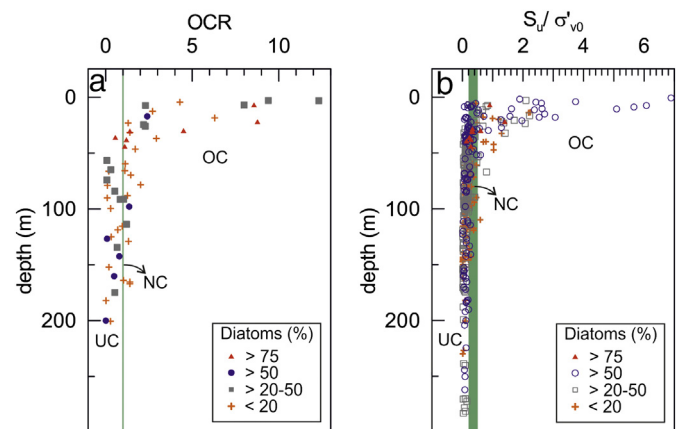 OCR
0 5 10
a
0
100
200
depth (m)
OC
NC
UC
Diatoms (%)
> 75
> 50
> 20-50
< 20
Su/ σ'v0
0 2 4 6
b
0
100
200
depth (m)
OC
NC
UC
Diatoms (%)
> 75
> 50
> 20-50
< 20